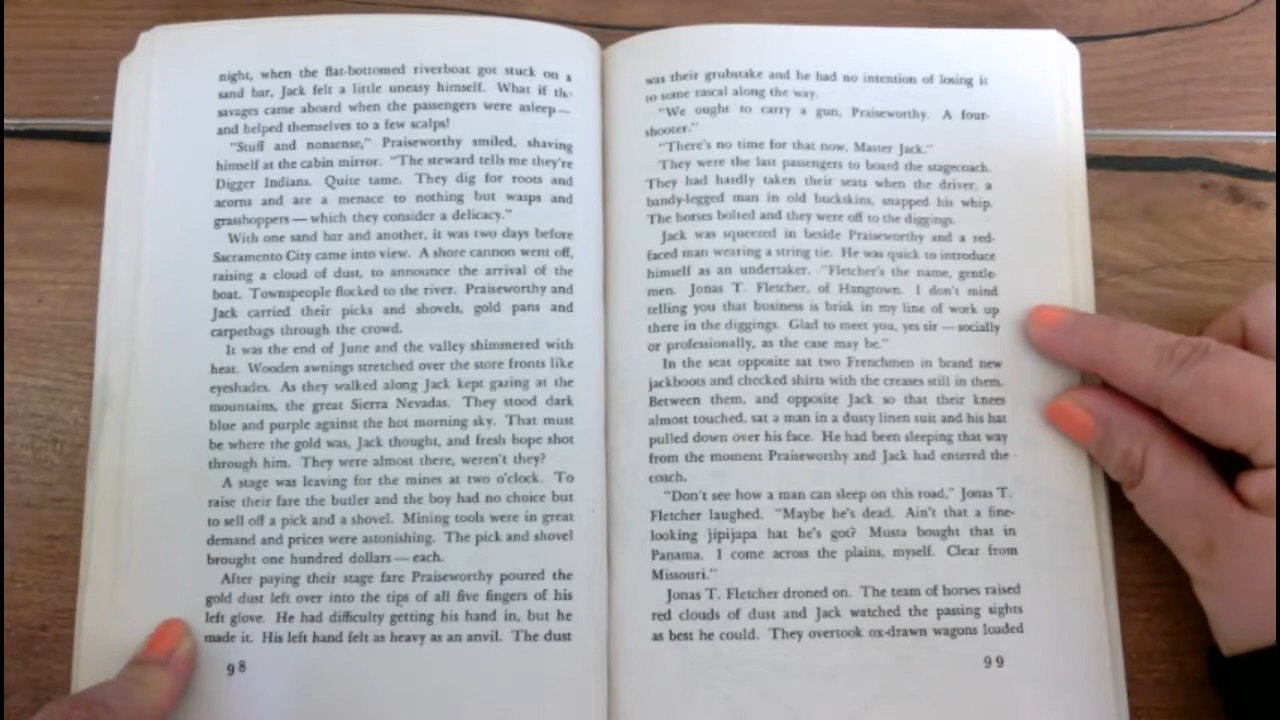 night, when the flat-bottomed riverboat got stuck on a
sand bar, Jack felt a little uneasy himself. What if the
savages came aboard when the passengers were asleep —
and helped themselves to a few scalps!
"Stuff and nonsense," Praiseworthy smiled, shaving
himself at the cabin mirror. "The steward tells me they're
Digger Indians. Quite tame. They dig for roots and
acorns and are a menace to nothing but wasps and
grasshoppers — which they consider a delicacy."
With one sand bar and another, it was two days before
Sacramento City came into view. A shore cannon went off,
raising a cloud of dust, to announce the arrival of the
boat. Townspeople flocked to the river. Praiseworthy and
Jack carried their picks and shovels, gold pans and
carpetbags through the crowd.
It was the end of June and the valley shimmered with
heat. Wooden awnings stretched over the store fronts like
eyeshades. As they walked along Jack kept gazing at the
mountains, the great Sierra Nevadas. They stood dark
blue and purple against the hot morning sky. That must
be where the gold was, Jack thought, and fresh hope shot
through him. They were almost there, weren't they?
A stage was leaving for the mines at two o'clock. To
raise their fare the butler and the boy had no choice but
to sell off a pick and a shovel. Mining tools were in great
demand and prices were astonishing. The pick and shovel
brought one hundred dollars — each.
After paying their stage fare Praiseworthy poured the
gold dust left over into the tips of all five fingers of his
left glove. He had difficulty getting his hand in, but he
made it. His left hand felt as heavy as an anvil. The dust
98
was their grubstake and he had no intention of losing it
to some rascal along the way.
"We ought to carry a gun, Praiseworthy. A four-
shooter."
"There's no time for that now, Master Jack."
They were the last passengers to board the stagecoach.
They had hardly taken their seats when the driver, a
bandy-legged man in old buckskins, snapped his whip.
The horses bolted and they were off to the diggings.
Jack was squeezed in beside Praiseworthy and a red-
faced man wearing a string tie. He was quick to introduce
himself as an undertaker. "Fletcher's the name, gentle-
men. Jonas T. Fletcher, of Hangtown. I don't mind
telling you that business is brisk in my line of work up
there in the diggings. Glad to meet you, yes sir — socially
or professionally, as the case may be."
In the seat opposite sat two Frenchmen in brand new
jackboots and checked shirts with the creases still in them.
Between them, and opposite Jack so that their knees
almost touched, sat a man in a dusty linen suit and his hat
pulled down over his face. He had been sleeping that way
from the moment Praiseworthy and Jack had entered the
coach.
"Don't see how a man can sleep on this road," Jonas T.
Fletcher laughed. "Maybe he's dead. Ain't that a fine-
looking jipijapa hat he's got? Musta bought that in
Panama. I come across the plains, myself. Clear from
Missouri."
Jonas T. Fletcher droned on. The team of horses raised
red clouds of dust and Jack watched the passing sights
as best he could. They overtook ox-drawn wagons loaded
99